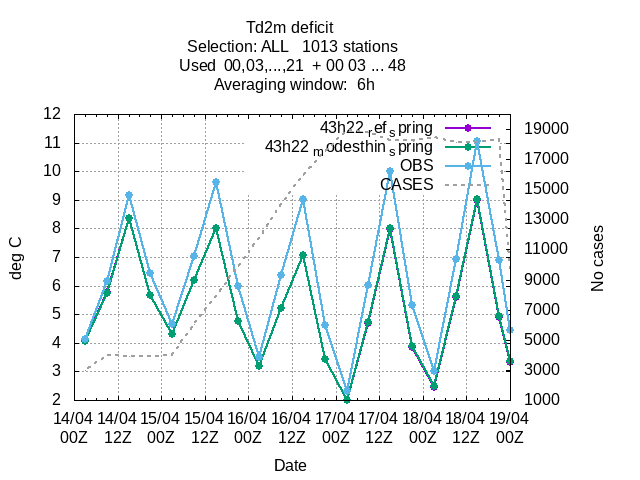 Td2m deficit
Selection: ALL   1013 stations
Used  00,03,...,21  + 00 03 ... 48
Averaging window:  6h
43h22_ref_spring
43h22_modesthin_spring
OBS
CASES
12
11
10
9
8
7
6
5
4
3
2
19000
17000
15000
13000
11000
9000
7000
5000
3000
1000
deg C
No cases
14/04 14/04 15/04 15/04 16/04 16/04 17/04 17/04 18/04 18/04 19/04
00Z 12Z 00Z 12Z 00Z 12Z 00Z 12Z 00Z 12Z 00Z
Date